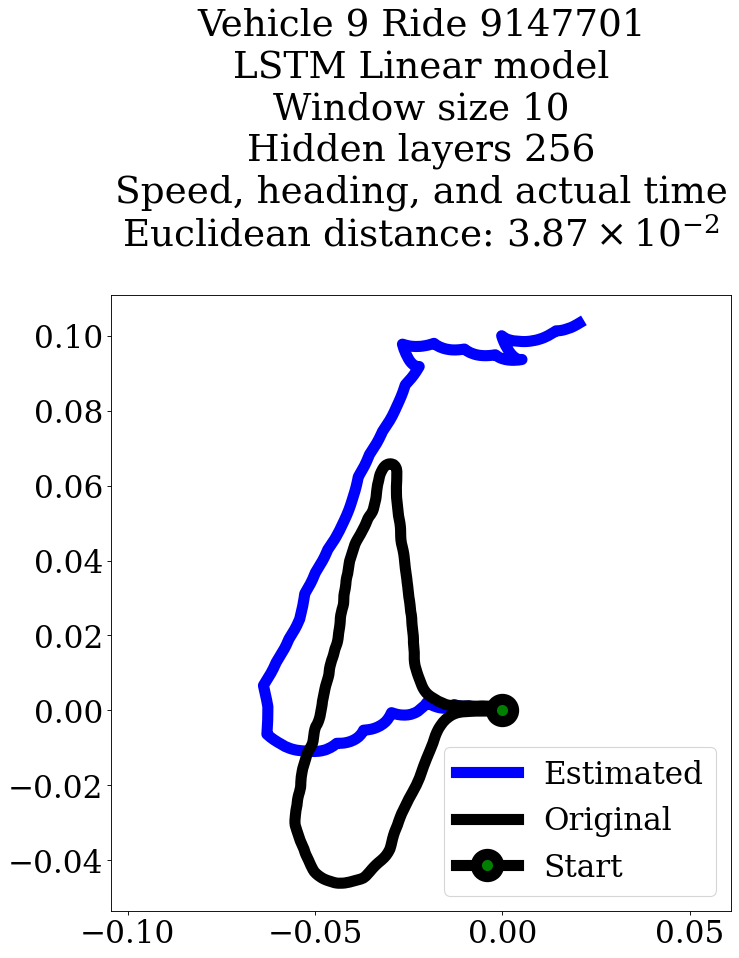 Vehicle 9 Ride 9147701
LSTM Linear model
Window size 10
Hidden layers 256
Speed, heading, and actual time
Euclidean distance: 3.87 × 10⁻²
0.10
0.08
0.06
0.04
0.02
0.00
−0.02
−0.04
Estimated
Original
Start
−0.10
−0.05
0.00
0.05